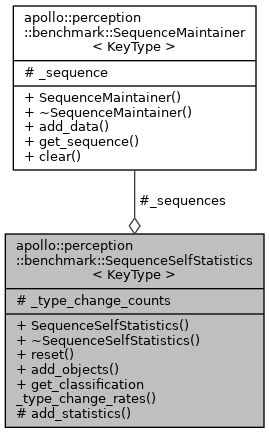 apollo::perception
::benchmark::SequenceMaintainer
< KeyType >
# _sequence
+ SequenceMaintainer()
+ ~SequenceMaintainer()
+ add_data()
+ get_sequence()
+ clear()
#_sequences
apollo::perception
::benchmark::SequenceSelfStatistics
< KeyType >
# _type_change_counts
+ SequenceSelfStatistics()
+ ~SequenceSelfStatistics()
+ reset()
+ add_objects()
+ get_classification
_type_change_rates()
# add_statistics()